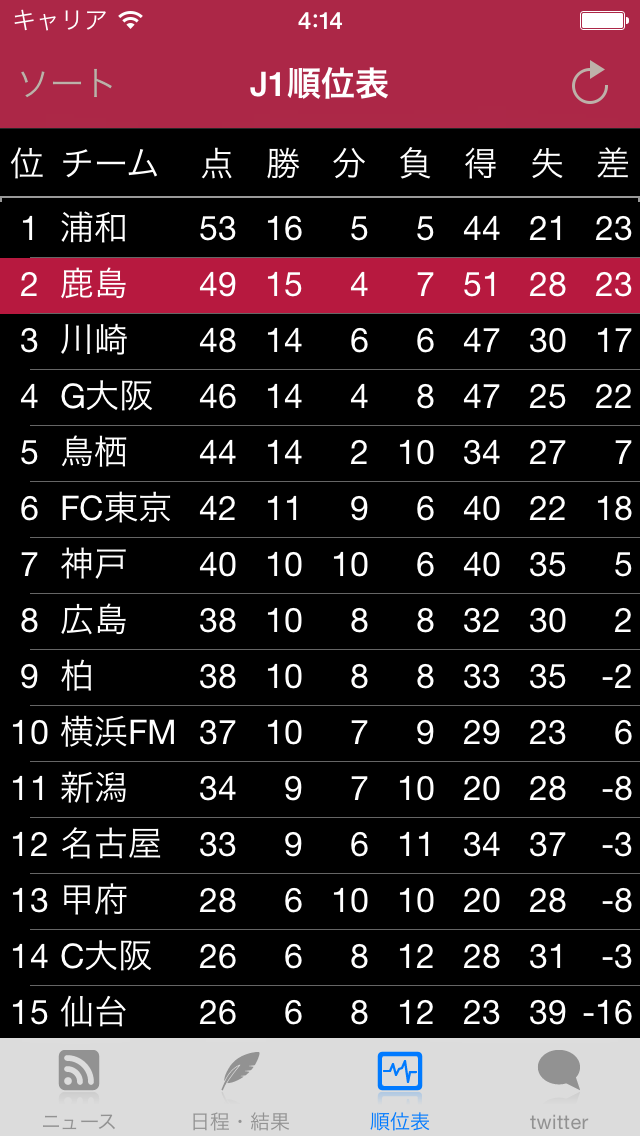 キャリア 4:14
ソート J1順位表
位 チーム 点 勝 分 負 得 失 差
1 浦和 53 16 5 5 44 21 23
2 鹿島 49 15 4 7 51 28 23
3 川崎 48 14 6 6 47 30 17
4 G大阪 46 14 4 8 47 25 22
5 鳥栖 44 14 2 10 34 27 7
6 FC東京 42 11 9 6 40 22 18
7 神戸 40 10 10 6 40 35 5
8 広島 38 10 8 8 32 30 2
9 柏 38 10 8 8 33 35 -2
10 横浜FM 37 10 7 9 29 23 6
11 新潟 34 9 7 10 20 28 -8
12 名古屋 33 9 6 11 34 37 -3
13 甲府 28 6 10 10 20 28 -8
14 C大阪 26 6 8 12 28 31 -3
15 仙台 26 6 8 12 23 39 -16
ニュース 日程・結果 順位表 twitter